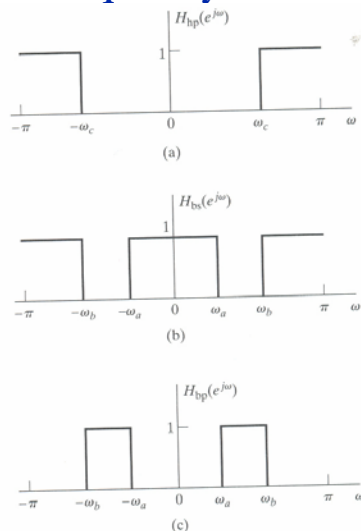 H_hp(e^{jω})
1
−π −ω_c 0 ω_c π ω
(a)
H_bs(e^{jω})
1
−π −ω_b −ω_a 0 ω_a ω_b π ω
(b)
H_bp(e^{jω})
1
−π −ω_b −ω_a 0 ω_a ω_b π ω
(c)